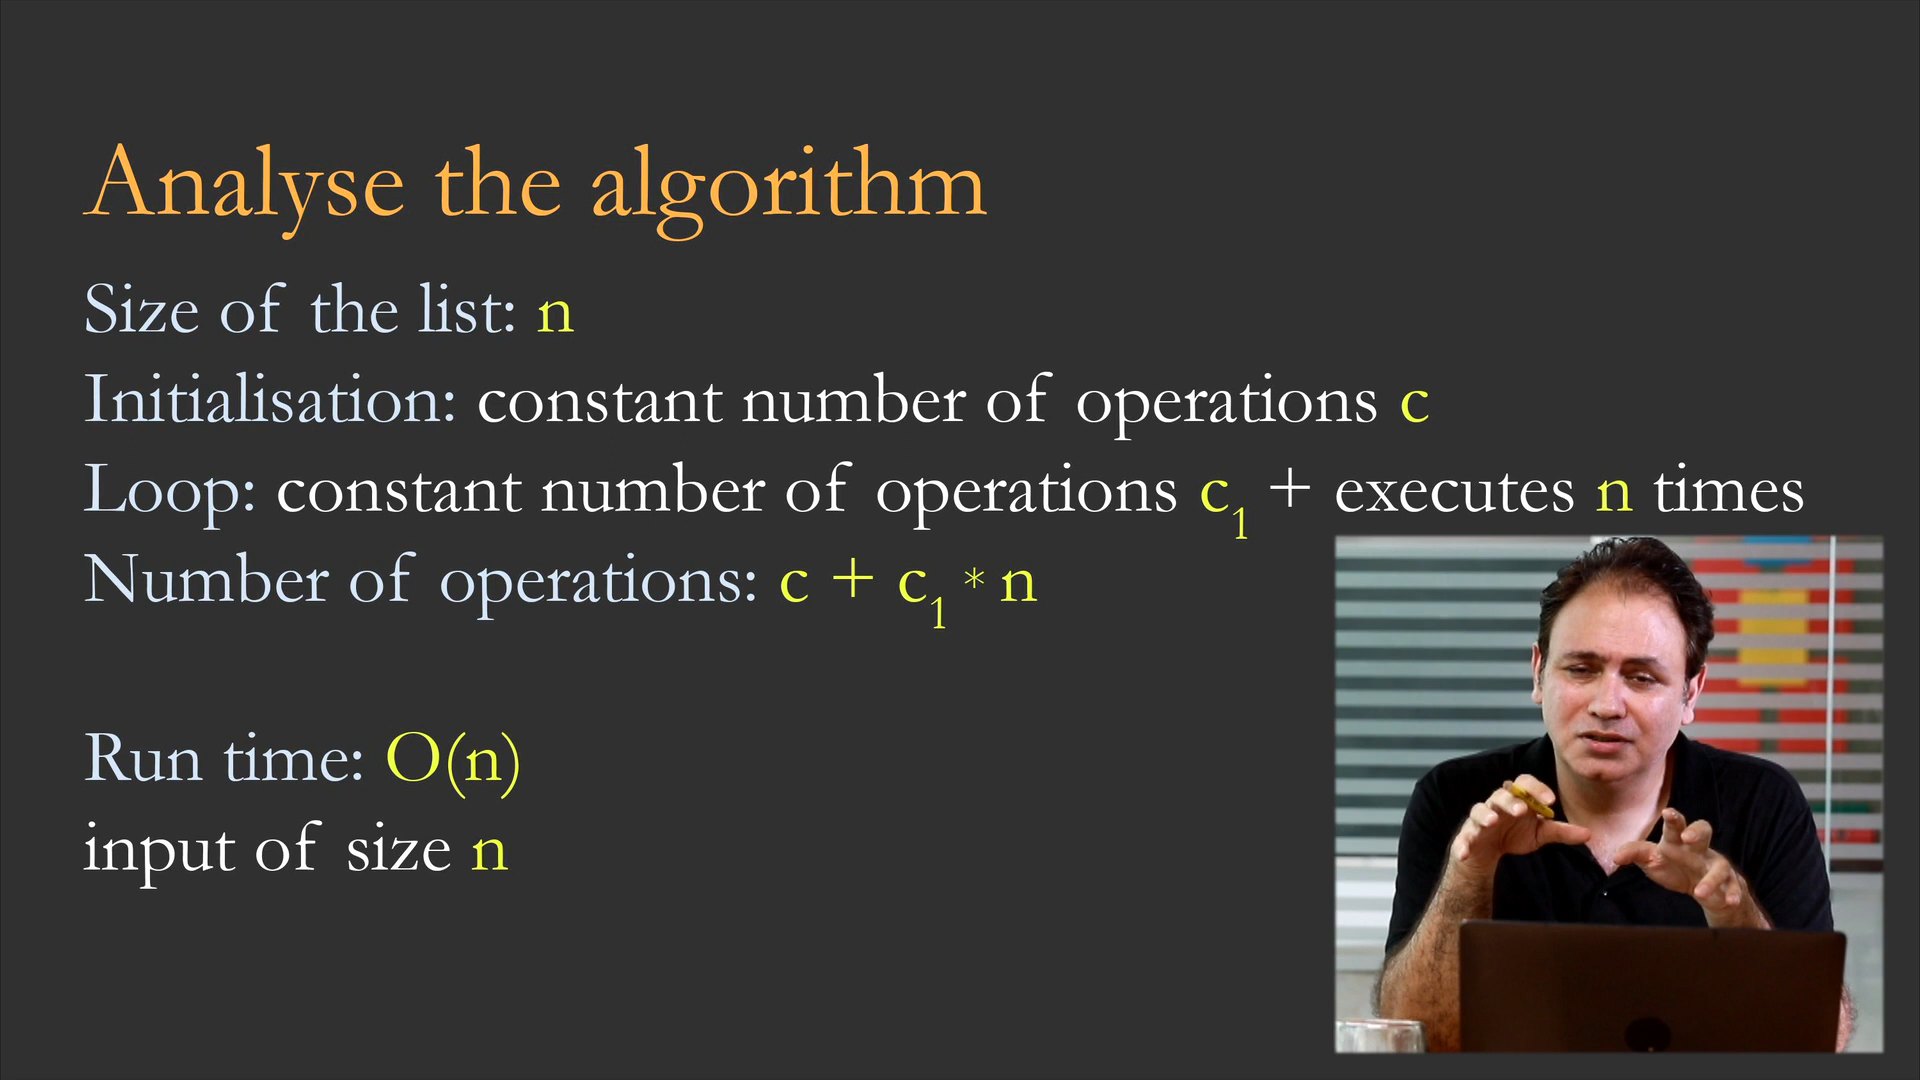 Analyse the algorithm
Size of the list: n
Initialisation: constant number of operations c
Loop: constant number of operations c₁ + executes n times
Number of operations: c + c₁ * n
Run time: O(n)
input of size n